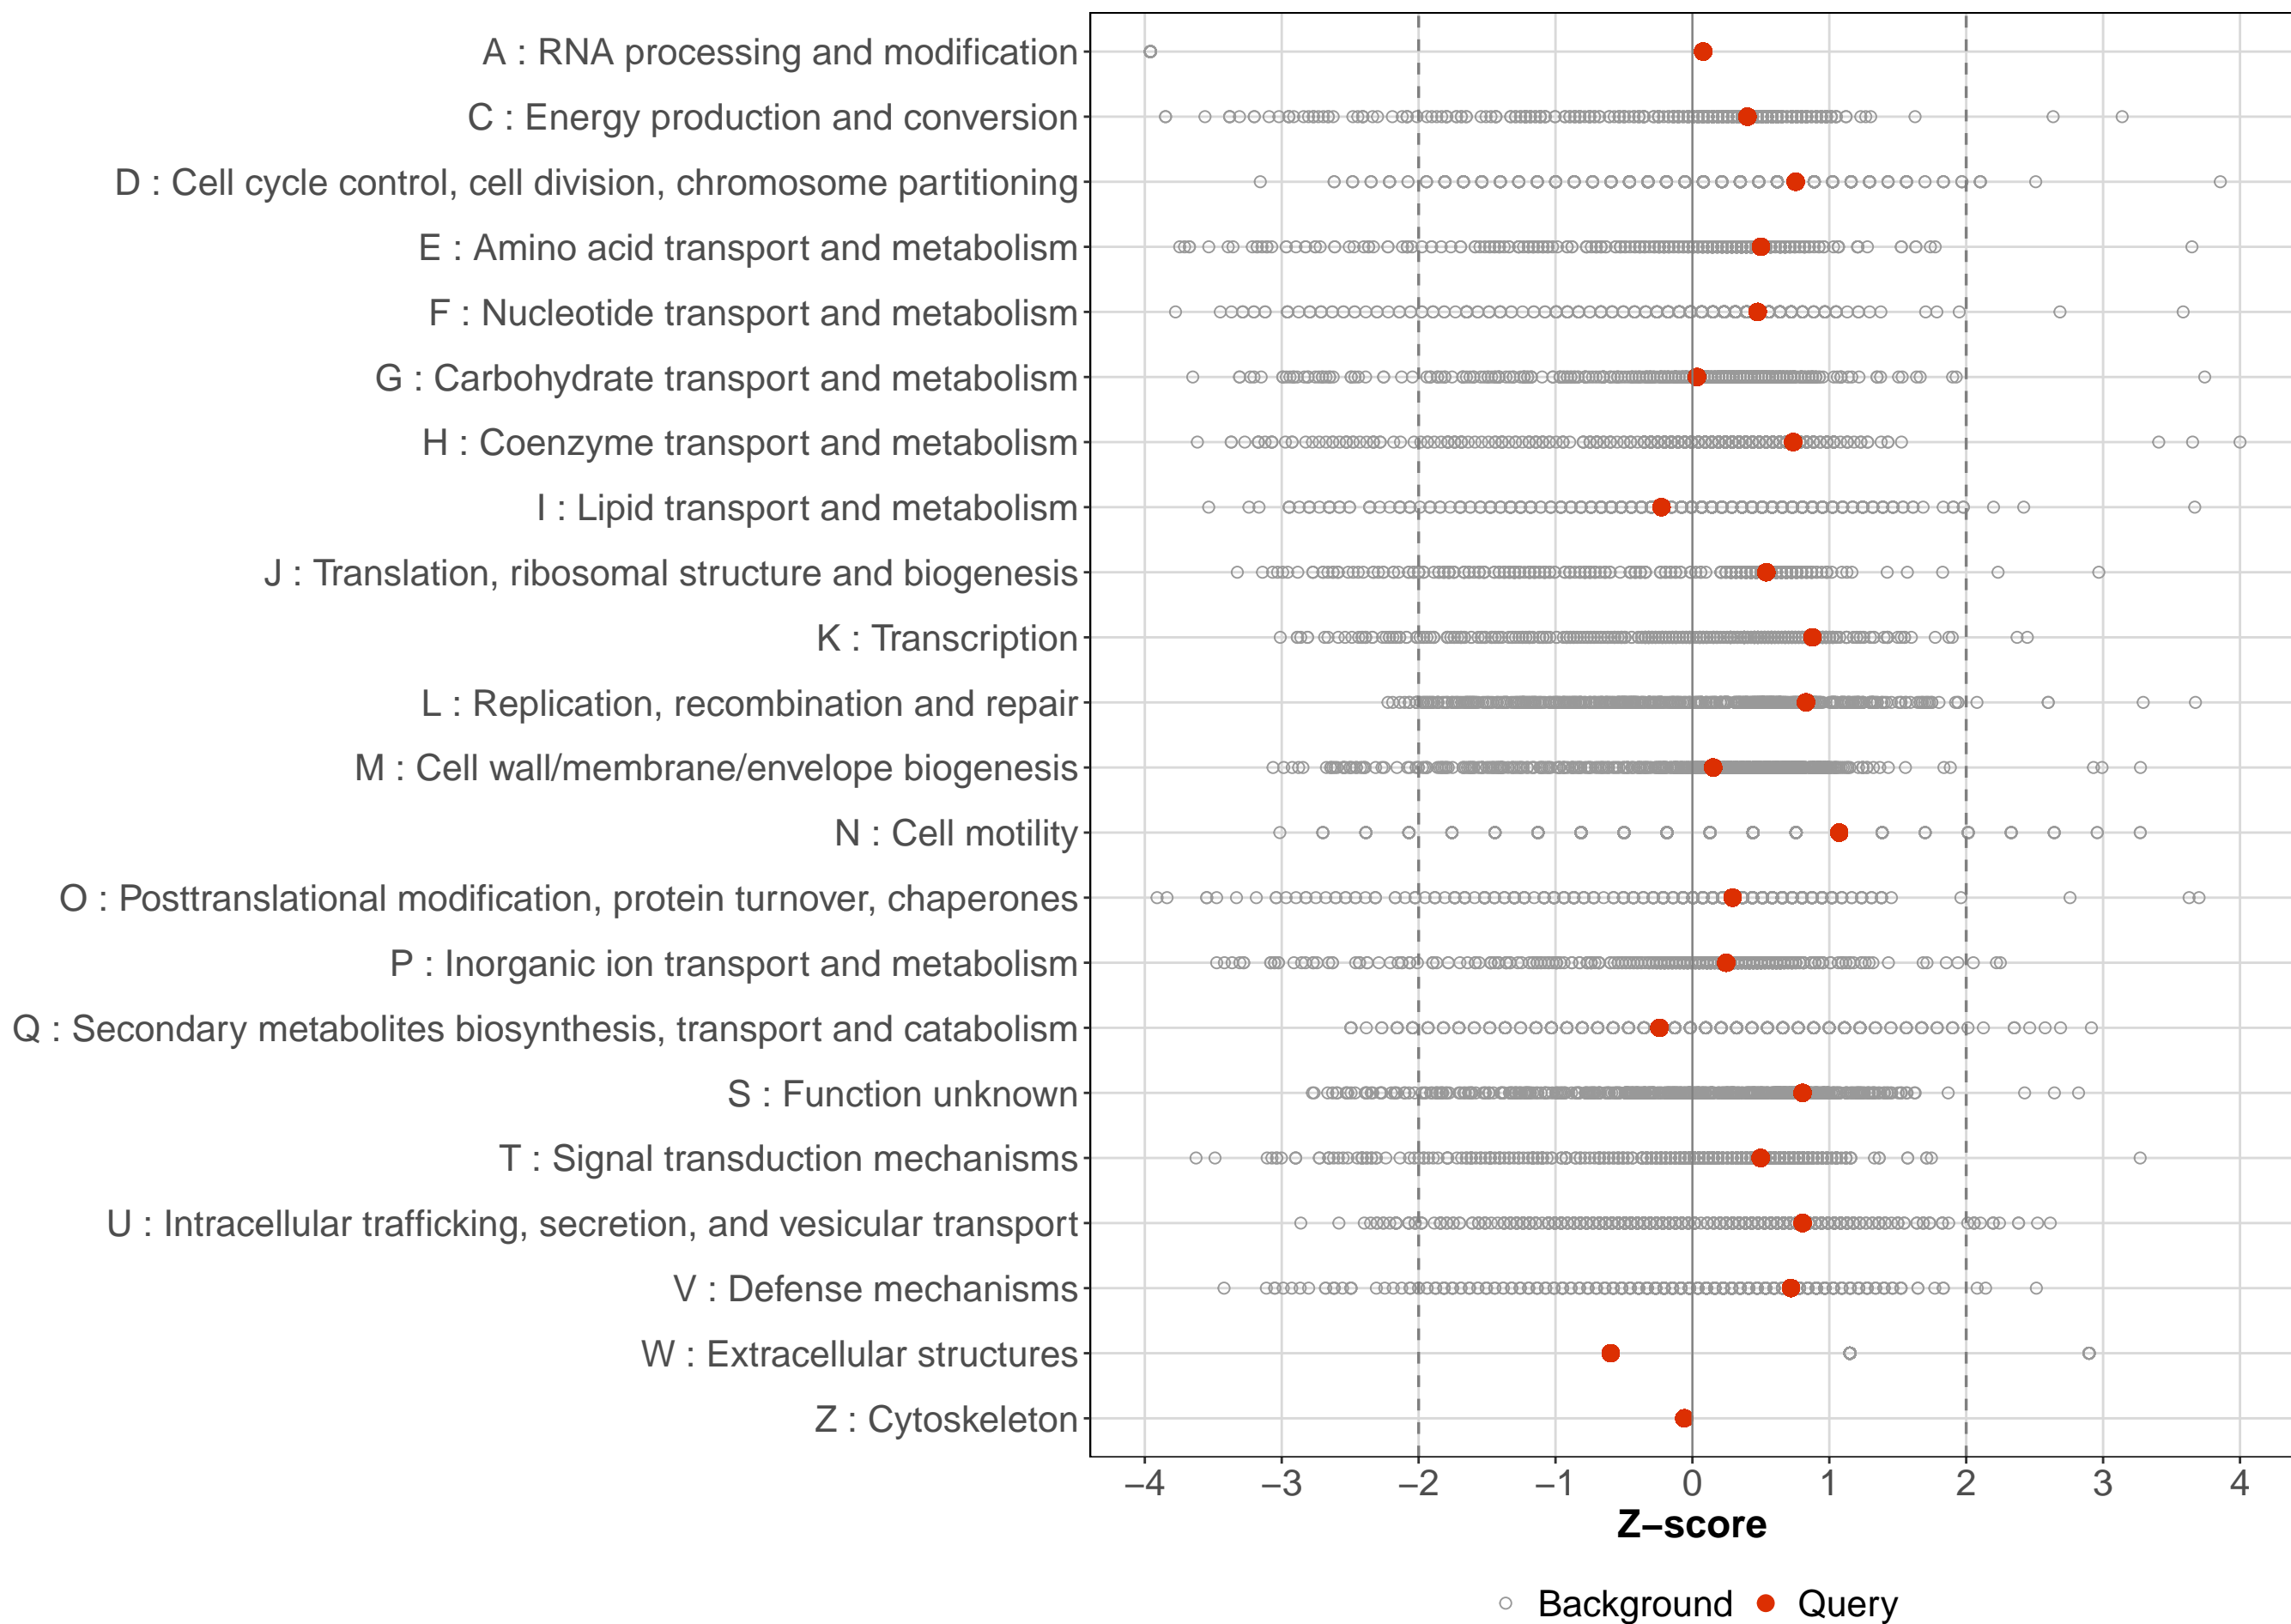 A : RNA processing and modification
C : Energy production and conversion
D : Cell cycle control, cell division, chromosome partitioning
E : Amino acid transport and metabolism
F : Nucleotide transport and metabolism
G : Carbohydrate transport and metabolism
H : Coenzyme transport and metabolism
I : Lipid transport and metabolism
J : Translation, ribosomal structure and biogenesis
K : Transcription
L : Replication, recombination and repair
M : Cell wall/membrane/envelope biogenesis
N : Cell motility
O : Posttranslational modification, protein turnover, chaperones
P : Inorganic ion transport and metabolism
Q : Secondary metabolites biosynthesis, transport and catabolism
S : Function unknown
T : Signal transduction mechanisms
U : Intracellular trafficking, secretion, and vesicular transport
V : Defense mechanisms
W : Extracellular structures
Z : Cytoskeleton
−4 −3 −2 −1 0 1 2 3 4
Z−score
Background Query